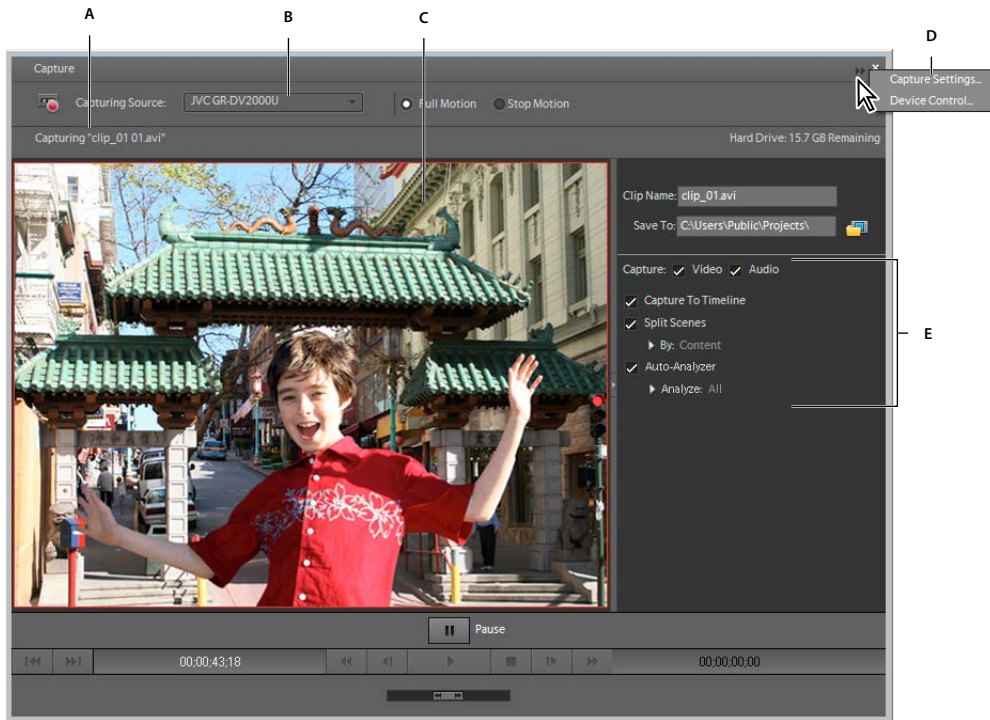 A
B
C
D
Capture
Capture Settings...
Device Control...
Capturing Source:
JVC GR-DV2000U
Full Motion
Stop Motion
Capturing "clip_01 01.avi"
Hard Drive: 15.7 GB Remaining
Clip Name: clip_01.avi
Save To: C:\Users\Public\Projects\
Capture: Video Audio
Capture To Timeline
Split Scenes
By: Content
E
Auto-Analyzer
Analyze: All
Pause
00;00;43;18
00;00;00;00